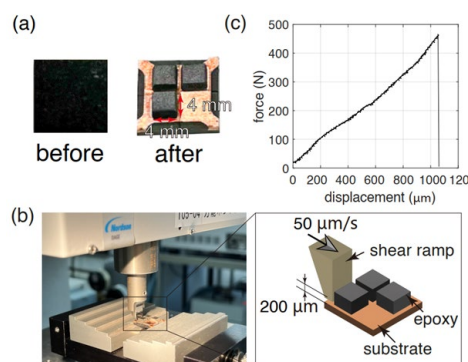 (a)
before
after
4 mm
4 mm
(c)
force (N)
500
400
300
200
100
0
0 200 400 600 800 1000 120
displacement (μm)
(b)
Nordson
50 μm/s
shear ramp
200 μm
epoxy
substrate